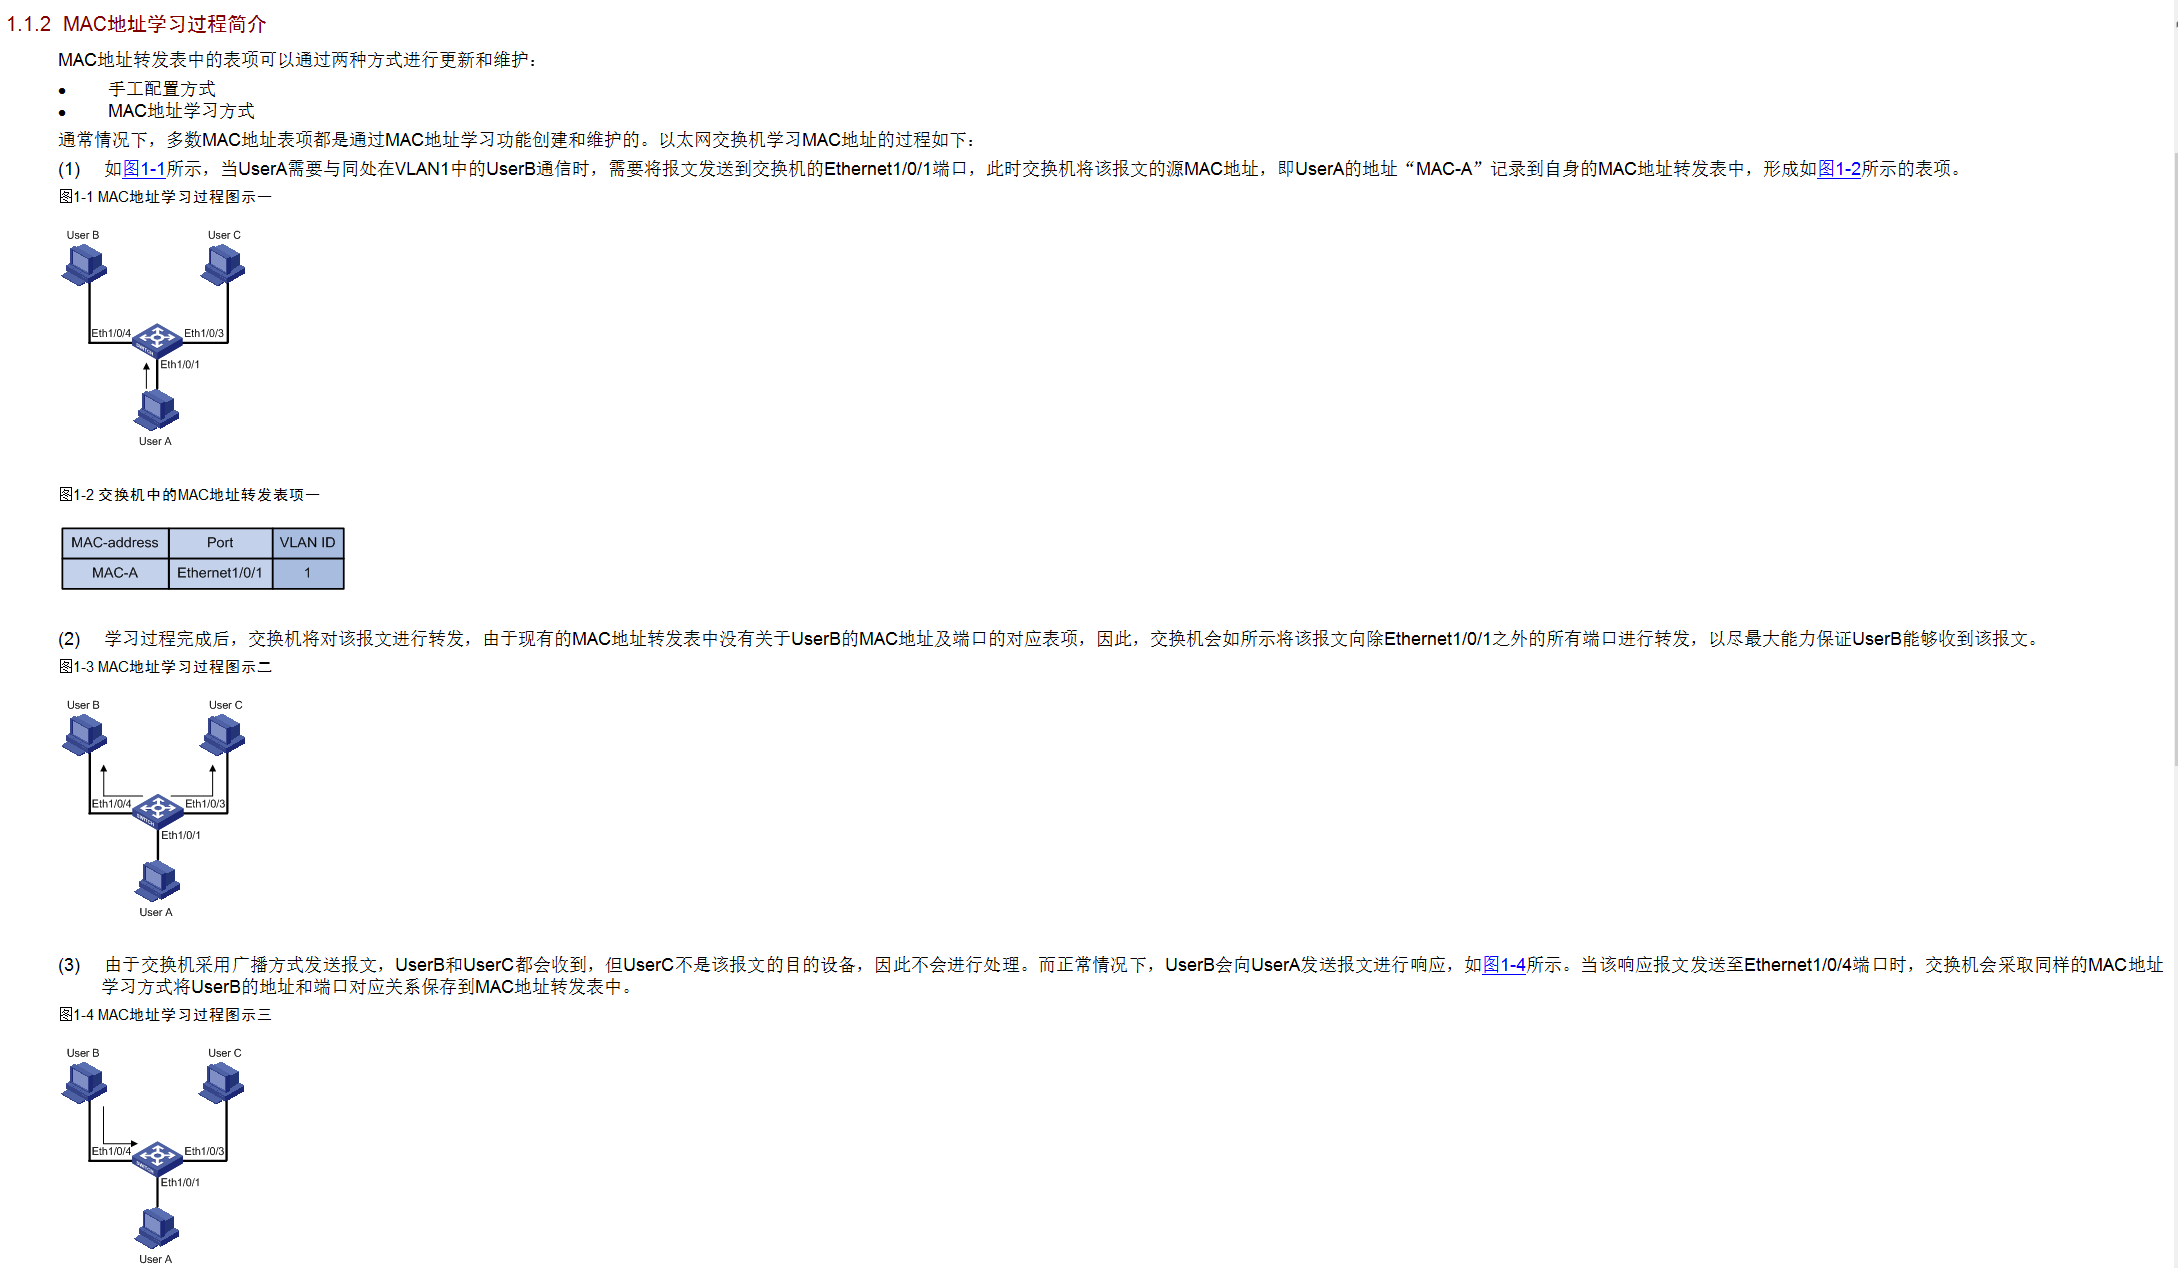 1.1.2 MAC地址学习过程简介
MAC地址转发表中的表项可以通过两种方式进行更新和维护：
● 手工配置方式
● MAC地址学习方式
通常情况下，多数MAC地址表项都是通过MAC地址学习功能创建和维护的。以太网交换机学习MAC地址的过程如下：
(1) 如图1-1所示，当UserA需要与同处在VLAN1中的UserB通信时，需要将报文发送到交换机的Ethernet1/0/1端口，此时交换机将该报文的源MAC地址，即UserA的地址“MAC-A”记录到自身的MAC地址转发表中，形成如图1-2所示的表项。
图1-1 MAC地址学习过程图示一
User B User C
Eth1/0/4 Eth1/0/3
SWITCH
Eth1/0/1
User A
图1-2 交换机中的MAC地址转发表项一
MAC-address Port VLAN ID
MAC-A Ethernet1/0/1 1
(2) 学习过程完成后，交换机将对该报文进行转发，由于现有的MAC地址转发表中没有关于UserB的MAC地址及端口的对应表项，因此，交换机会如所示将该报文向除Ethernet1/0/1之外的所有端口进行转发，以尽最大能力保证UserB能够收到该报文。
图1-3 MAC地址学习过程图示二
User B User C
Eth1/0/4 Eth1/0/3
SWITCH
Eth1/0/1
User A
(3) 由于交换机采用广播方式发送报文，UserB和UserC都会收到，但UserC不是该报文的目的设备，因此不会进行处理。而正常情况下，UserB会向UserA发送报文进行响应，如图1-4所示。当该响应报文发送至Ethernet1/0/4端口时，交换机会采取同样的MAC地址
学习方式将UserB的地址和端口对应关系保存到MAC地址转发表中。
图1-4 MAC地址学习过程图示三
User B User C
Eth1/0/4 Eth1/0/3
SWITCH
Eth1/0/1
User A